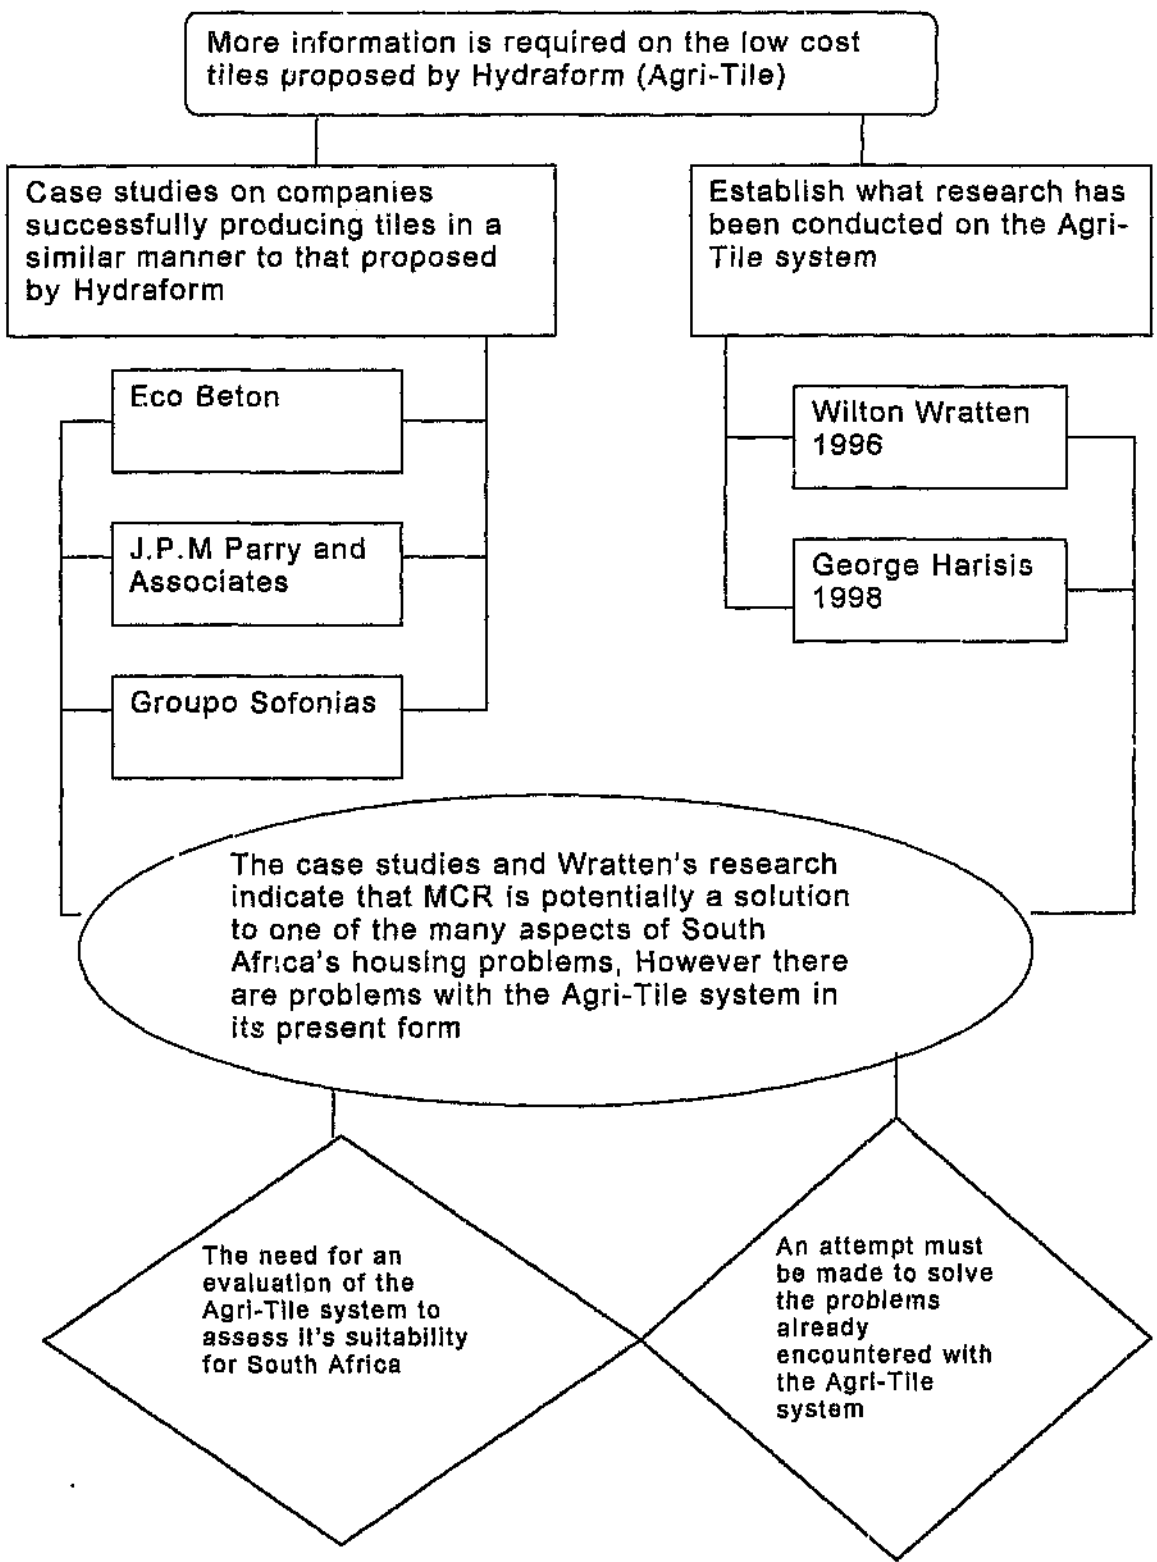 More information is required on the low cost
tiles proposed by Hydraform (Agri-Tile)
Case studies on companies
successfully producing tiles in a
similar manner to that proposed
by Hydraform
Establish what research has
been conducted on the Agri-
Tile system
Eco Beton
J.P.M Parry and
Associates
Groupo Sofonias
Wilton Wratten
1996
George Harisis
1998
The case studies and Wratten's research
indicate that MCR is potentially a solution
to one of the many aspects of South
Africa's housing problems, However there
are problems with the Agri-Tile system in
its present form
The need for an
evaluation of the
Agri-Tile system to
assess it's suitability
for South Africa
An attempt must
be made to solve
the problems
already
encountered with
the Agri-Tile
system